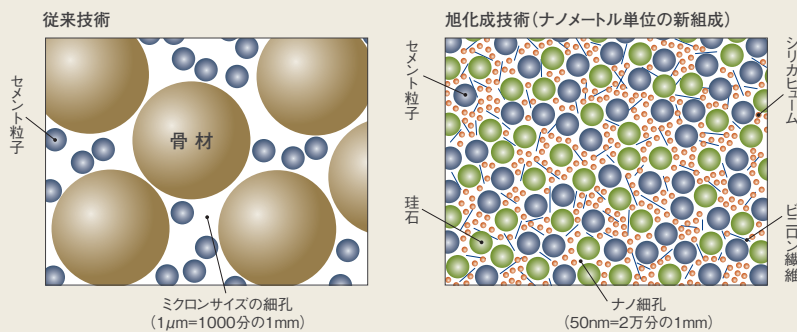 従来技術
セメント粒子
骨材
ミクロンサイズの細孔
(1μm=1000分の1mm)
旭化成技術(ナノメートル単位の新組成)
セメント粒子
シリカヒューム
珪石
ビニロン繊維
ナノ細孔
(50nm=2万分の1mm)